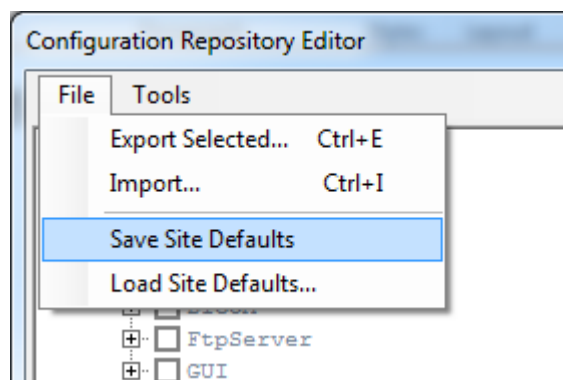 Configuration Repository Editor
File Tools
Export Selected... Ctrl+E
Import... Ctrl+I
Save Site Defaults
Load Site Defaults...
FtpServer
GUI